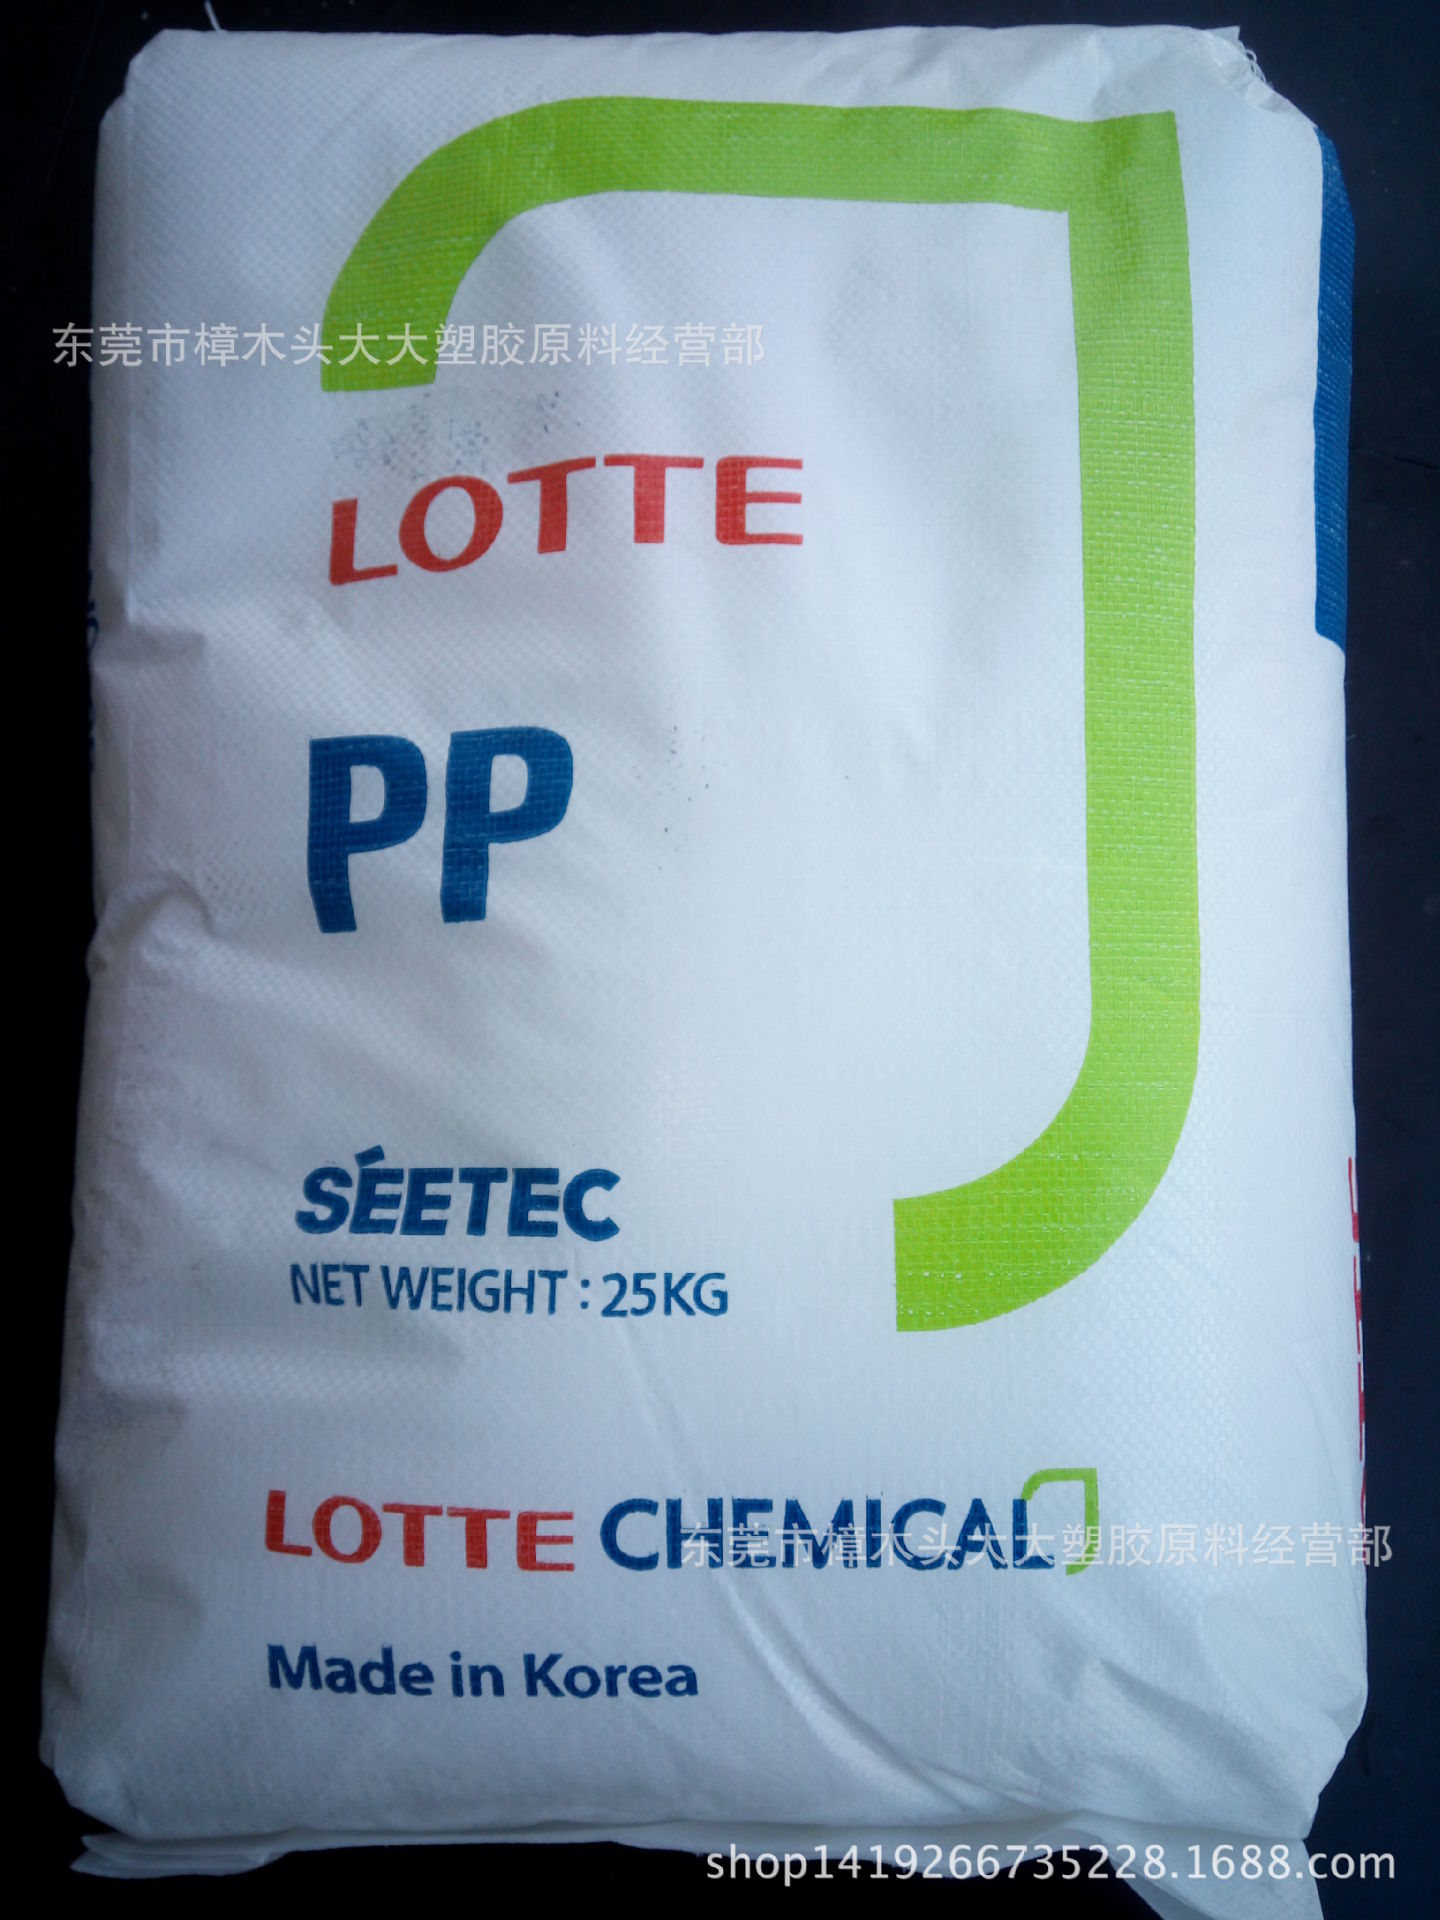 东莞市樟木头大大塑胶原料经营部
LOTTE
PP
SÉETEC
NET WEIGHT : 25KG
LOTTE CHEMICAL
东莞市樟木头大大塑胶原料经营部
Made in Korea
shop1419266735228.1688.com